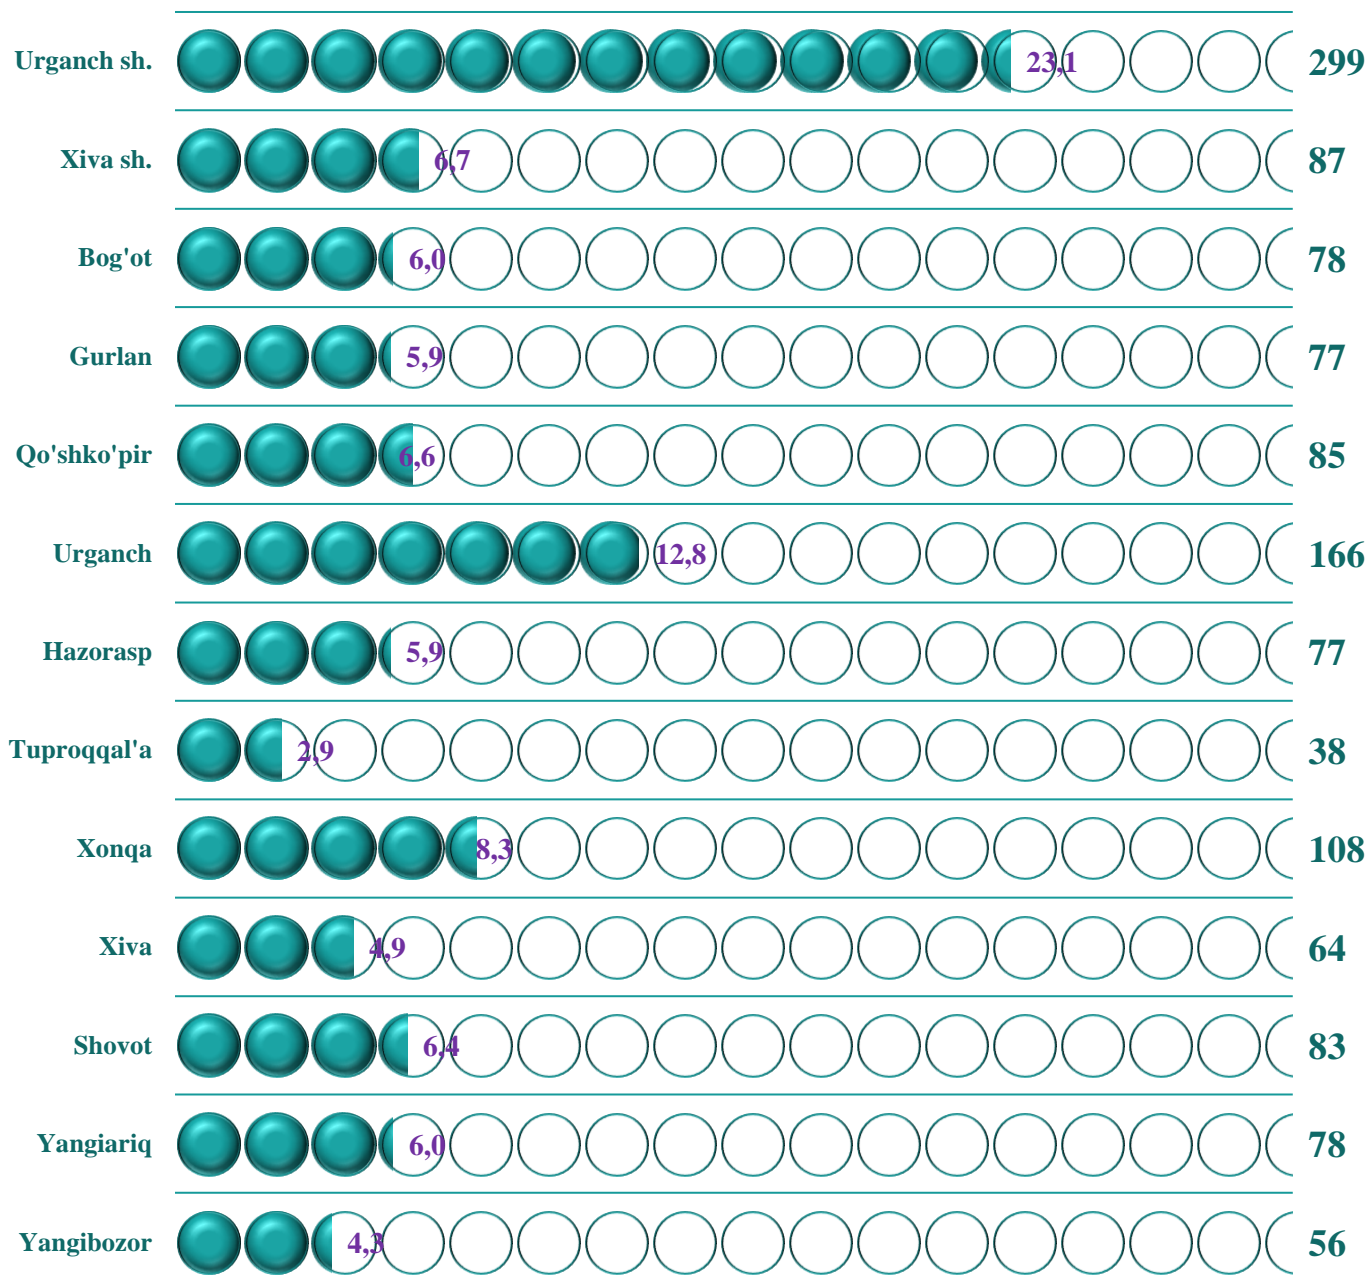 Urganch sh. 23,1 299
Xiva sh. 6,7 87
Bog'ot 6,0 78
Gurlan 5,9 77
Qo'shko'pir 6,6 85
Urganch 12,8 166
Hazorasp 5,9 77
Tuproqqal'a 2,9 38
Xonqa 8,3 108
Xiva 4,9 64
Shovot 6,4 83
Yangiariq 6,0 78
Yangibozor 4,3 56